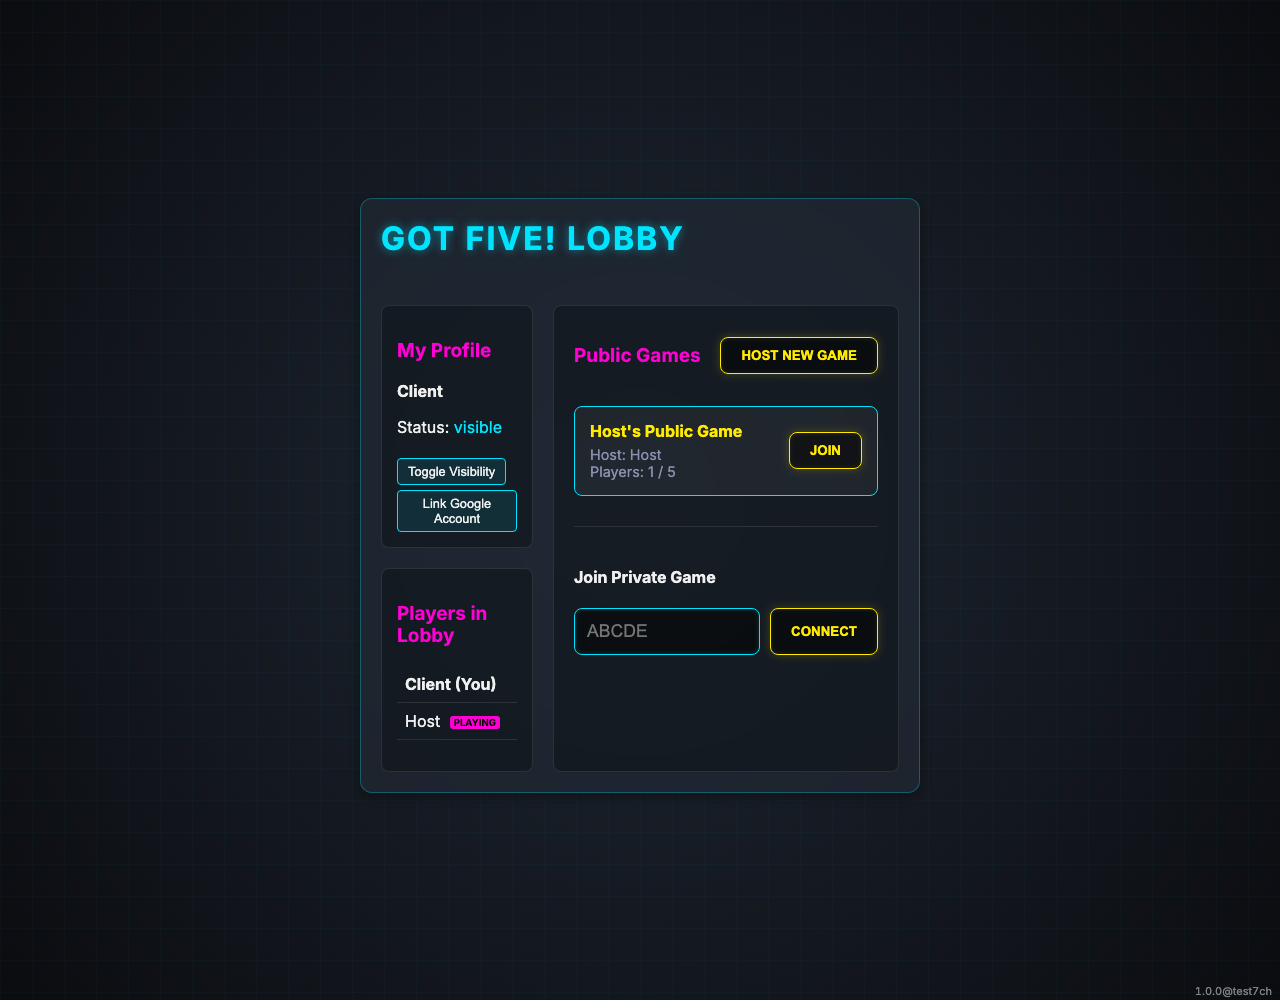 GOT FIVE! LOBBY
My Profile
Client
Status: visible
Toggle Visibility
Link Google
Account
Players in
Lobby
Client (You)
Host PLAYING
Public Games
HOST NEW GAME
Host's Public Game
Host: Host
Players: 1 / 5
JOIN
Join Private Game
ABCDE
CONNECT
1.0.0@test7ch